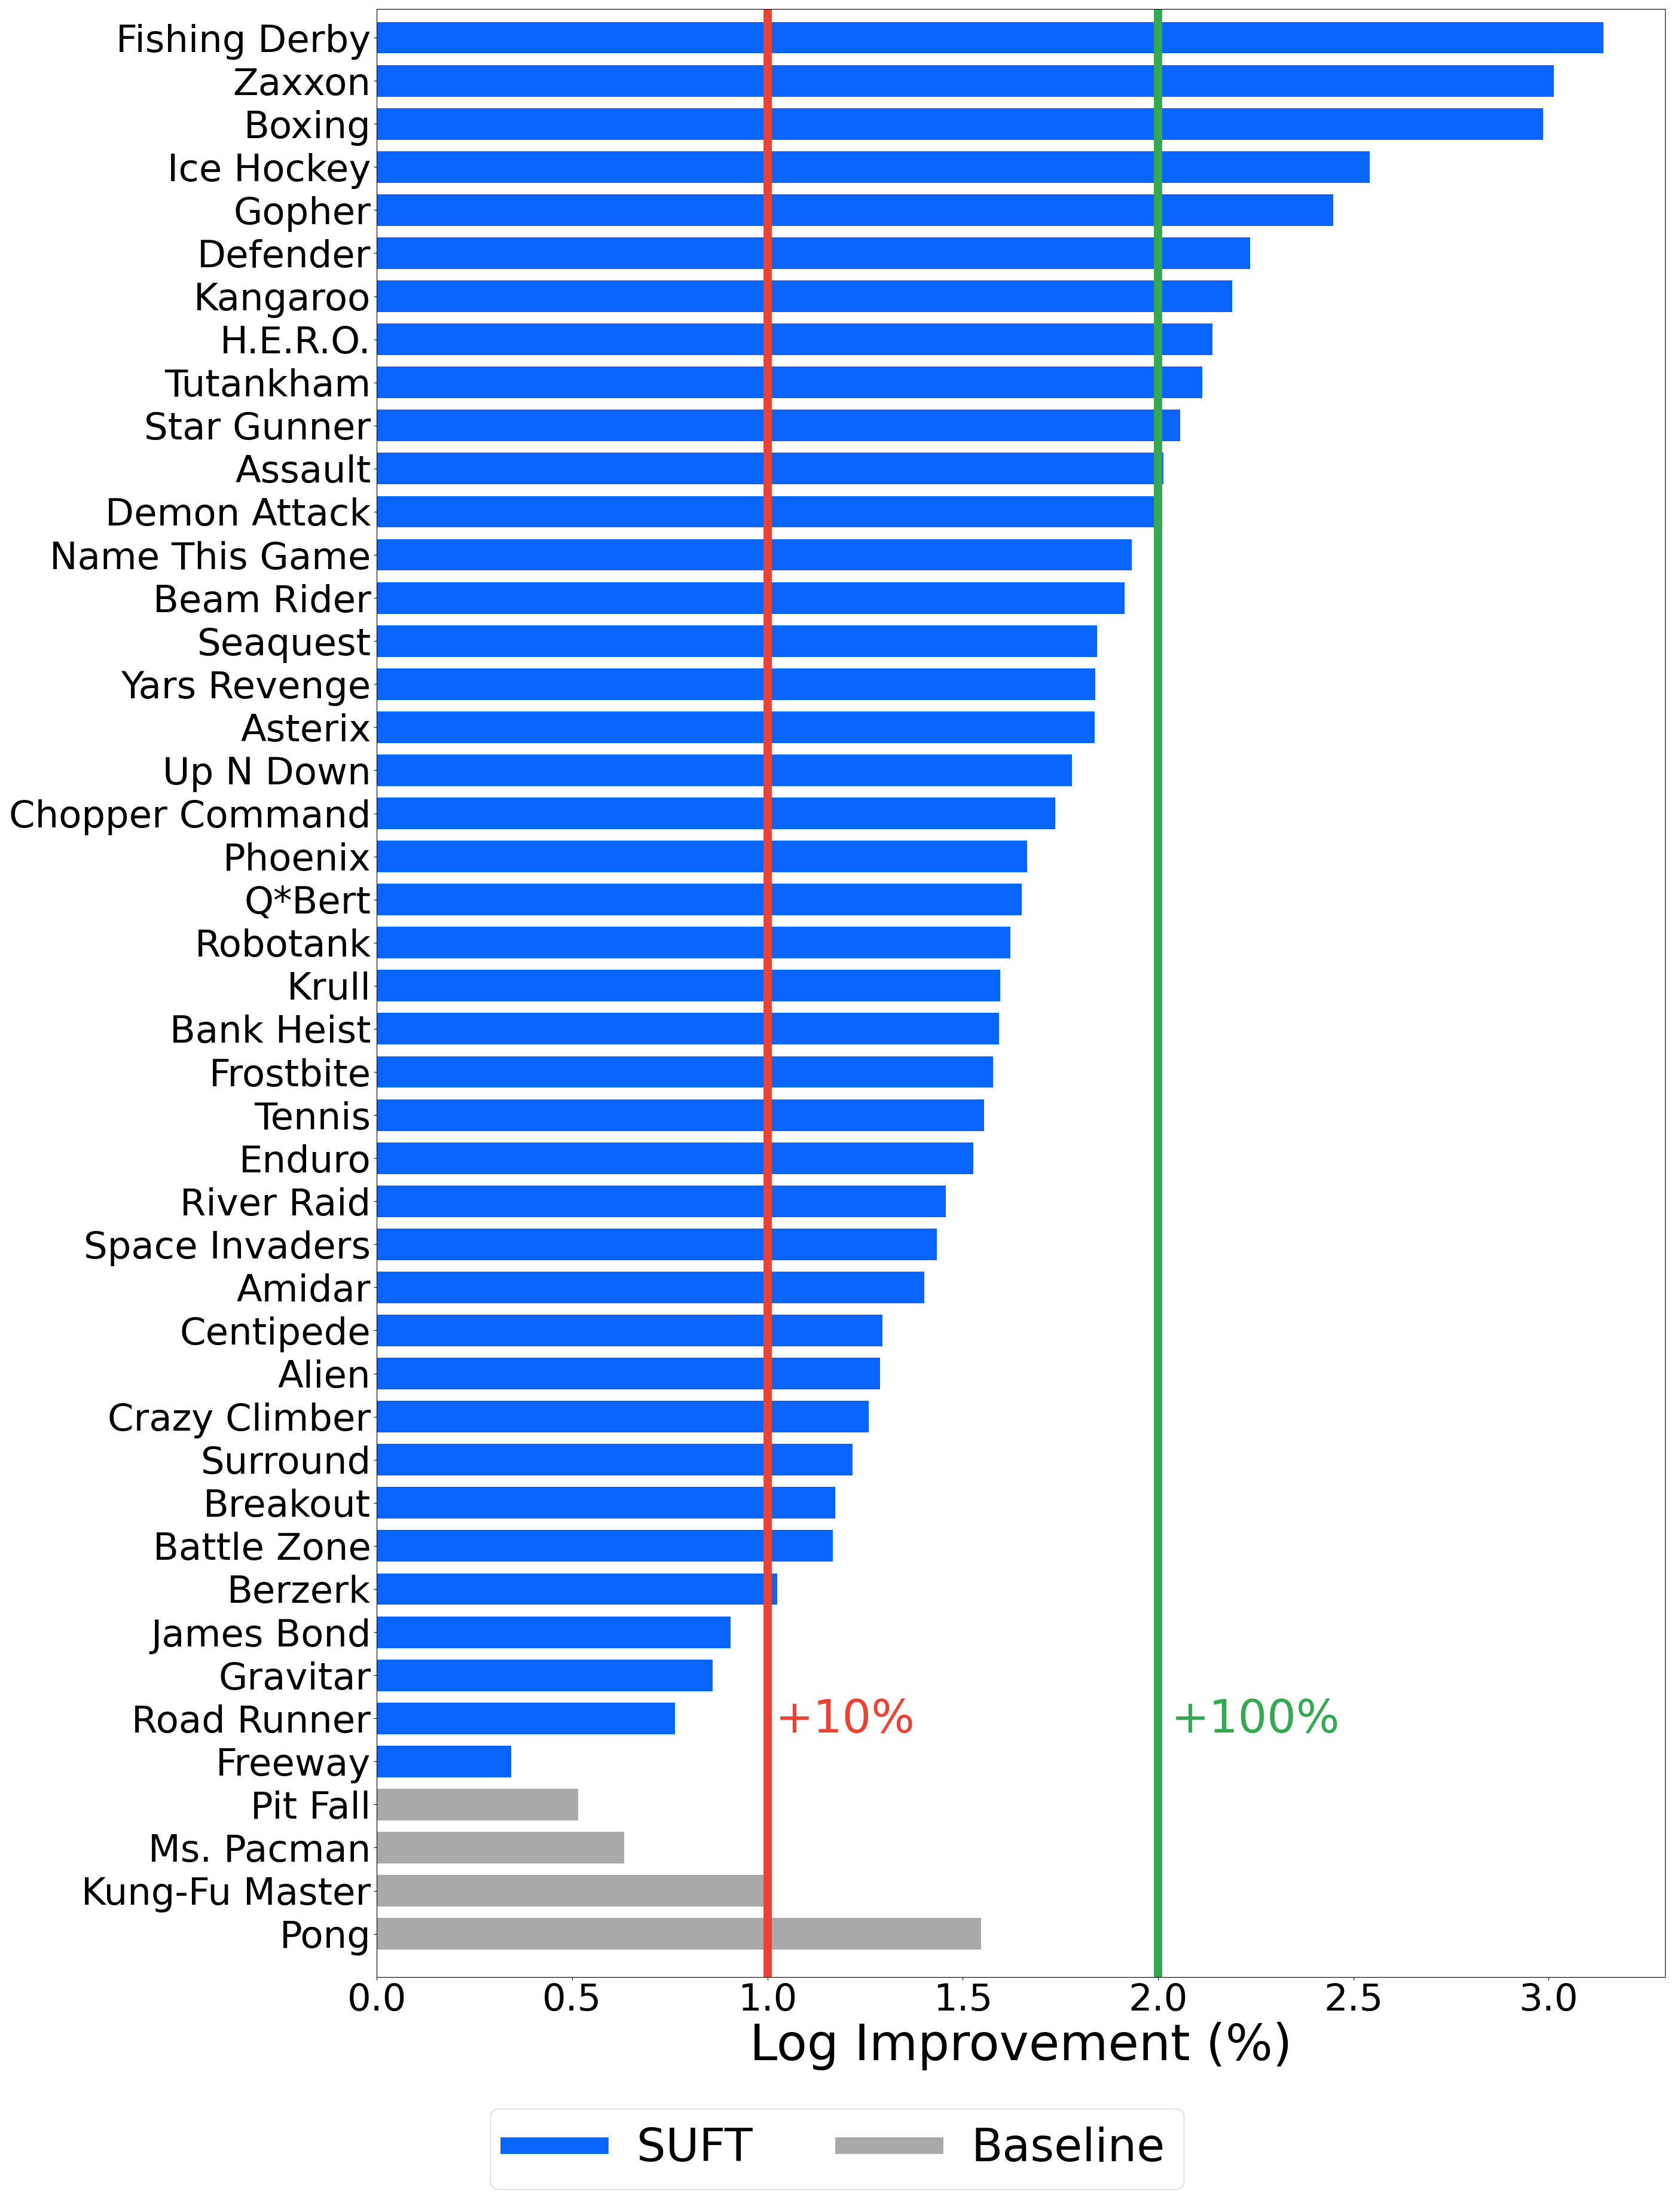 Fishing Derby
Zaxxon
Boxing
Ice Hockey
Gopher
Defender
Kangaroo
H.E.R.O.
Tutankham
Star Gunner
Assault
Demon Attack
Name This Game
Beam Rider
Seaquest
Yars Revenge
Asterix
Up N Down
Chopper Command
Phoenix
Q*Bert
Robotank
Krull
Bank Heist
Frostbite
Tennis
Enduro
River Raid
Space Invaders
Amidar
Centipede
Alien
Crazy Climber
Surround
Breakout
Battle Zone
Berzerk
James Bond
Gravitar
Road Runner +10% +100%
Freeway
Pit Fall
Ms. Pacman
Kung-Fu Master
Pong
0.0 0.5 1.0 1.5 2.0 2.5 3.0
Log Improvement (%)
SUFT Baseline